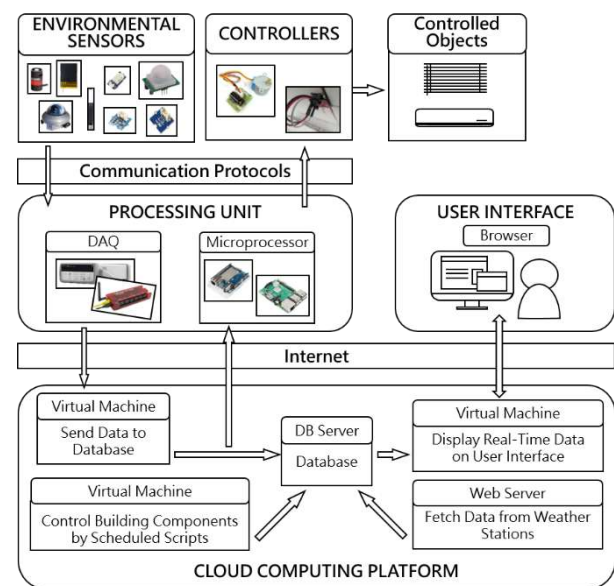 ENVIRONMENTAL
SENSORS
CONTROLLERS
Controlled
Objects
Communication Protocols
PROCESSING UNIT
DAQ
Microprocessor
USER INTERFACE
Browser
Internet
Virtual Machine
Send Data to
Database
DB Server
Database
Virtual Machine
Display Real-Time Data
on User Interface
Virtual Machine
Control Building Components
by Scheduled Scripts
Web Server
Fetch Data from Weather
Stations
CLOUD COMPUTING PLATFORM